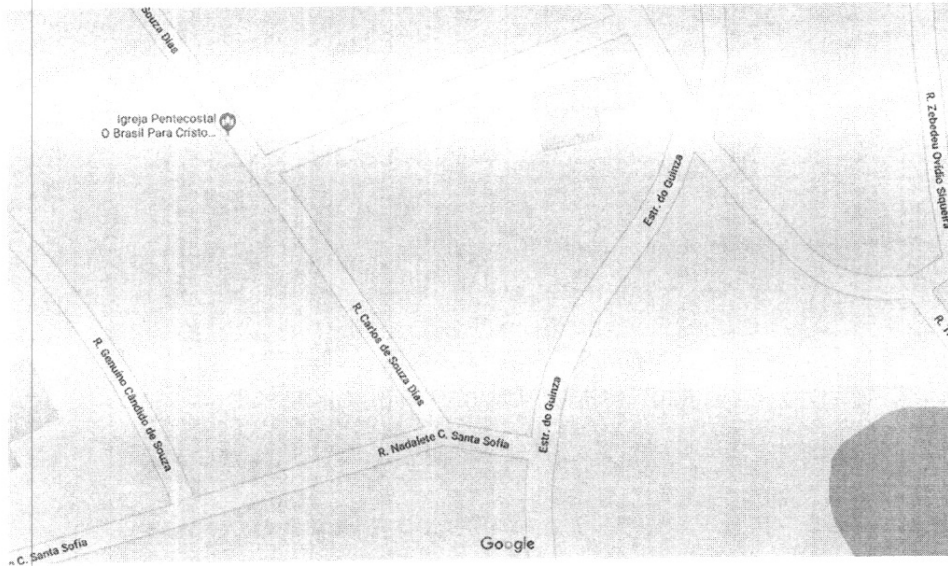 Souza Dias
Igreja Pentecostal
O Brasil Para Cristo...
R. Zebedeu Ovídio Siqueira
Estr. do Guinza
R. Carlos de Souza Dias
R. Genuíno Cândido de Souza
Estr. do Guinza
R. Nadalete C. Santa Sofia
C. Santa Sofia
Google